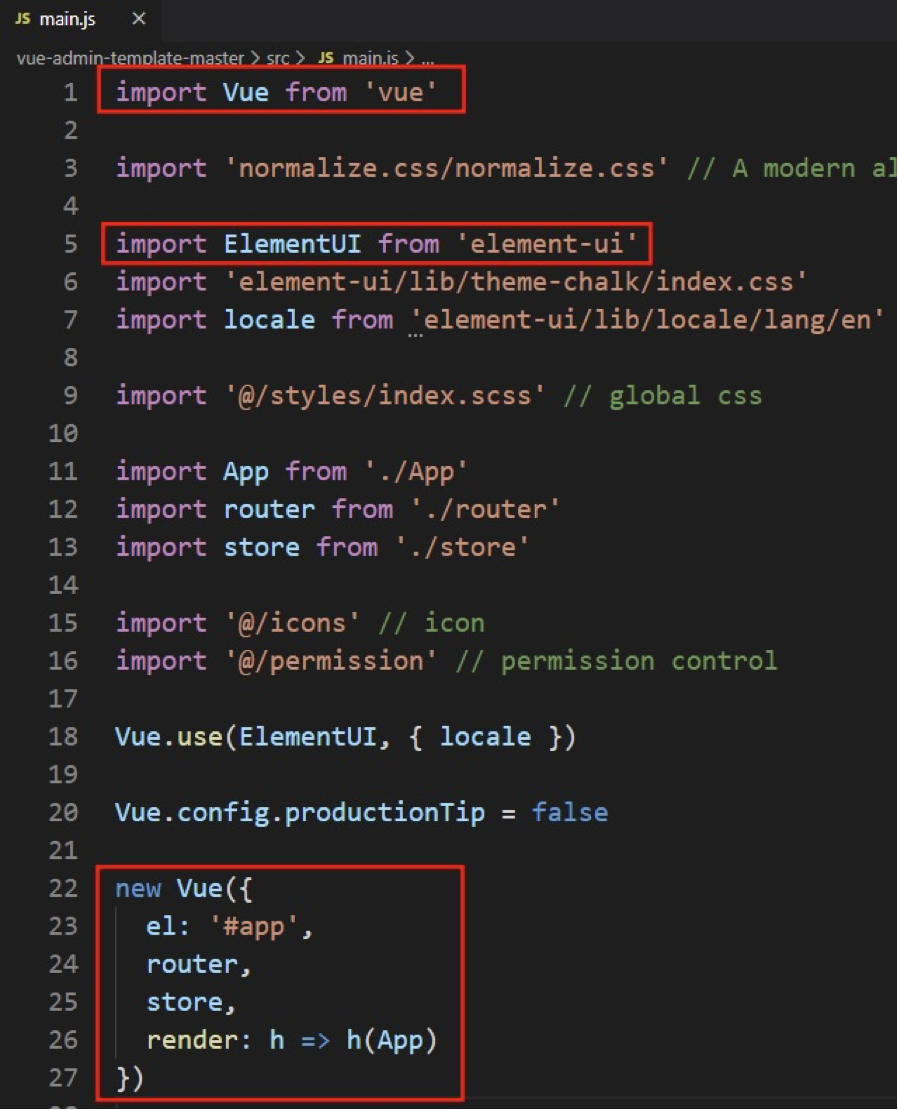 JS main.js ×
vue-admin-template-master > src > JS main.js > ...
1 import Vue from 'vue'
2
3 import 'normalize.css/normalize.css' // A modern al
4
5 import ElementUI from 'element-ui'
6 import 'element-ui/lib/theme-chalk/index.css'
7 import locale from 'element-ui/lib/locale/lang/en'
8
9 import '@/styles/index.scss' // global css
10
11 import App from './App'
12 import router from './router'
13 import store from './store'
14
15 import '@/icons' // icon
16 import '@/permission' // permission control
17
18 Vue.use(ElementUI, { locale })
19
20 Vue.config.productionTip = false
21
22 new Vue({
23   el: '#app',
24   router,
25   store,
26   render: h => h(App)
27 })
28